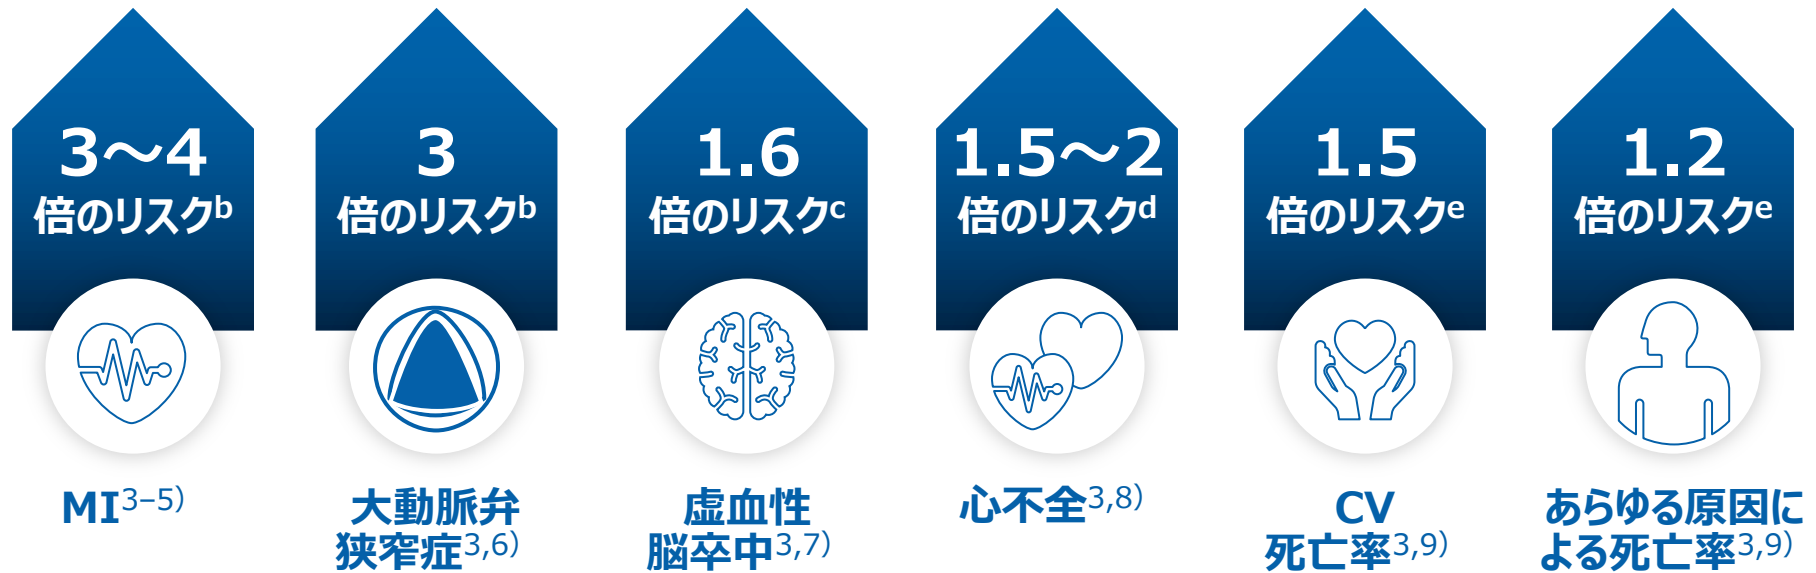 3～4
倍のリスクb
MI3–5)
3
倍のリスクb
大動脈弁
狭窄症3,6)
1.6
倍のリスクc
虚血性
脳卒中3,7)
1.5～2
倍のリスクd
心不全3,8)
1.5
倍のリスクe
CV
死亡率3,9)
1.2
倍のリスクe
あらゆる原因に
よる死亡率3,9)